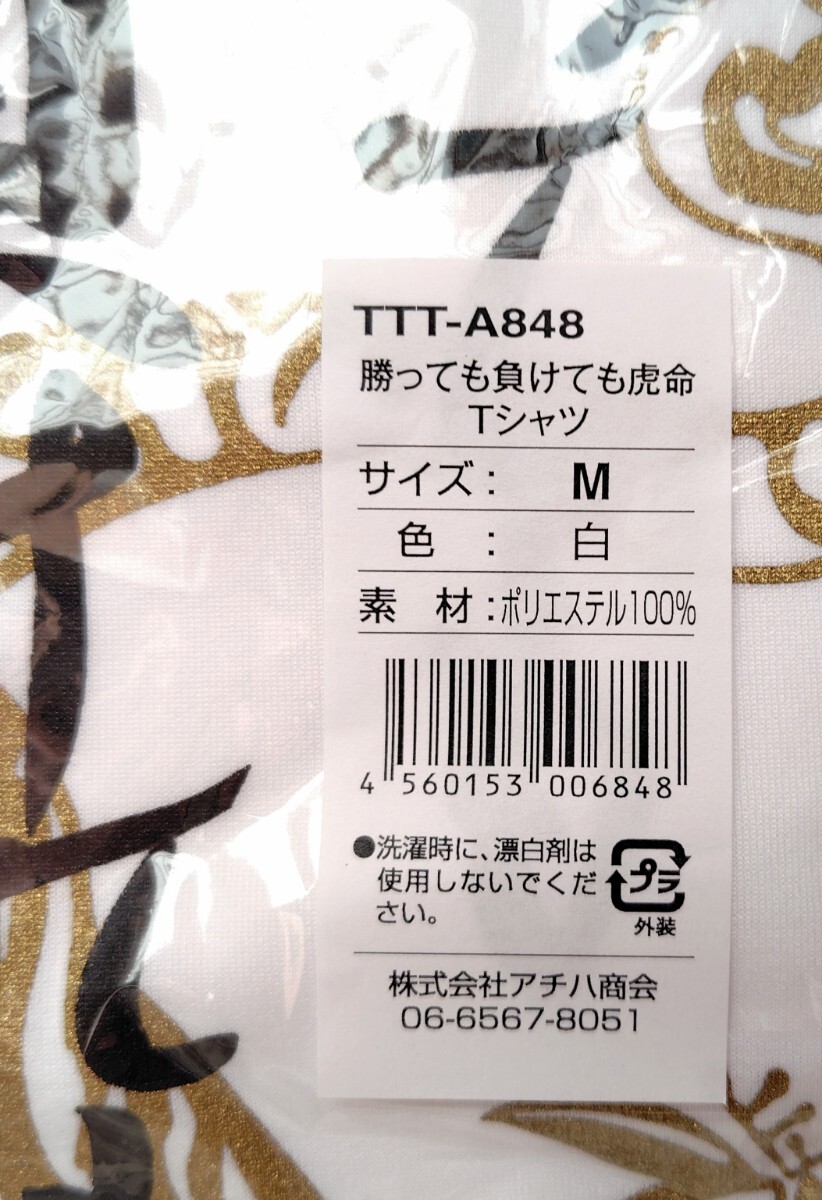 TTT-A848
勝っても負けても虎命
Tシャツ
サイズ： M
色 ： 白
素 材：ポリエステル100%
4 560153 006848
●洗濯時に、漂白剤は
使用しないでくだ
さい。
プラ
外装
株式会社アチハ商会
06-6567-8051